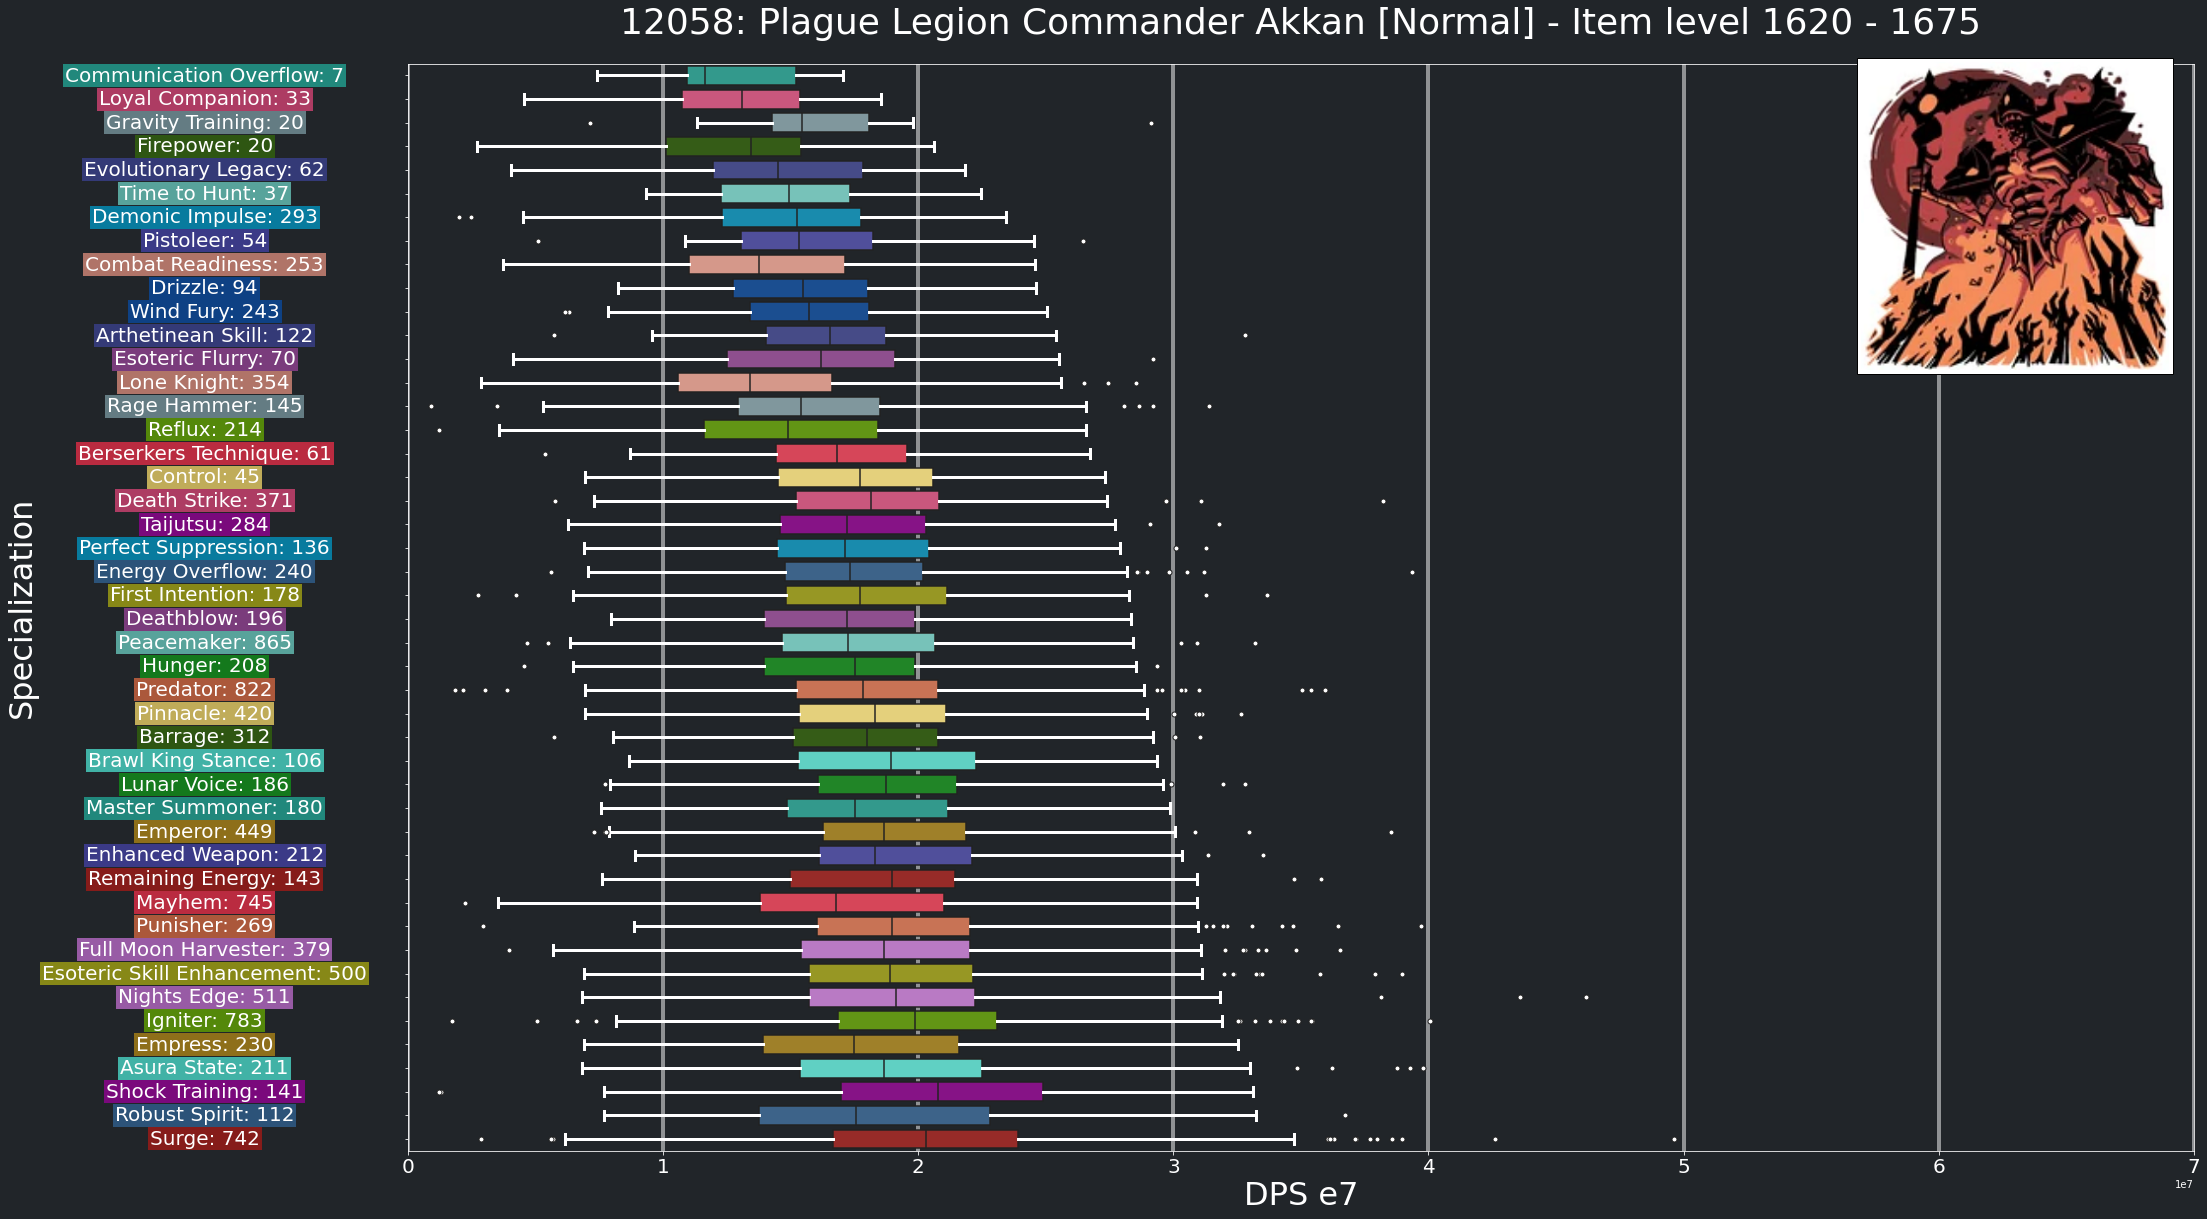 12058: Plague Legion Commander Akkan [Normal] - Item level 1620 - 1675
Communication Overflow: 7
Loyal Companion: 33
Gravity Training: 20
Firepower: 20
Evolutionary Legacy: 62
Time to Hunt: 37
Demonic Impulse: 293
Pistoleer: 54
Combat Readiness: 253
Drizzle: 94
Wind Fury: 243
Arthetinean Skill: 122
Esoteric Flurry: 70
Lone Knight: 354
Rage Hammer: 145
Reflux: 214
Berserkers Technique: 61
Control: 45
Death Strike: 371
Taijutsu: 284
Perfect Suppression: 136
Energy Overflow: 240
First Intention: 178
Deathblow: 196
Peacemaker: 865
Hunger: 208
Predator: 822
Pinnacle: 420
Barrage: 312
Brawl King Stance: 106
Lunar Voice: 186
Master Summoner: 180
Emperor: 449
Enhanced Weapon: 212
Remaining Energy: 143
Mayhem: 745
Punisher: 269
Full Moon Harvester: 379
Esoteric Skill Enhancement: 500
Nights Edge: 511
Igniter: 783
Empress: 230
Asura State: 211
Shock Training: 141
Robust Spirit: 112
Surge: 742
Specialization
0 1 2 3 4 5 6 7
DPS e7
1e7